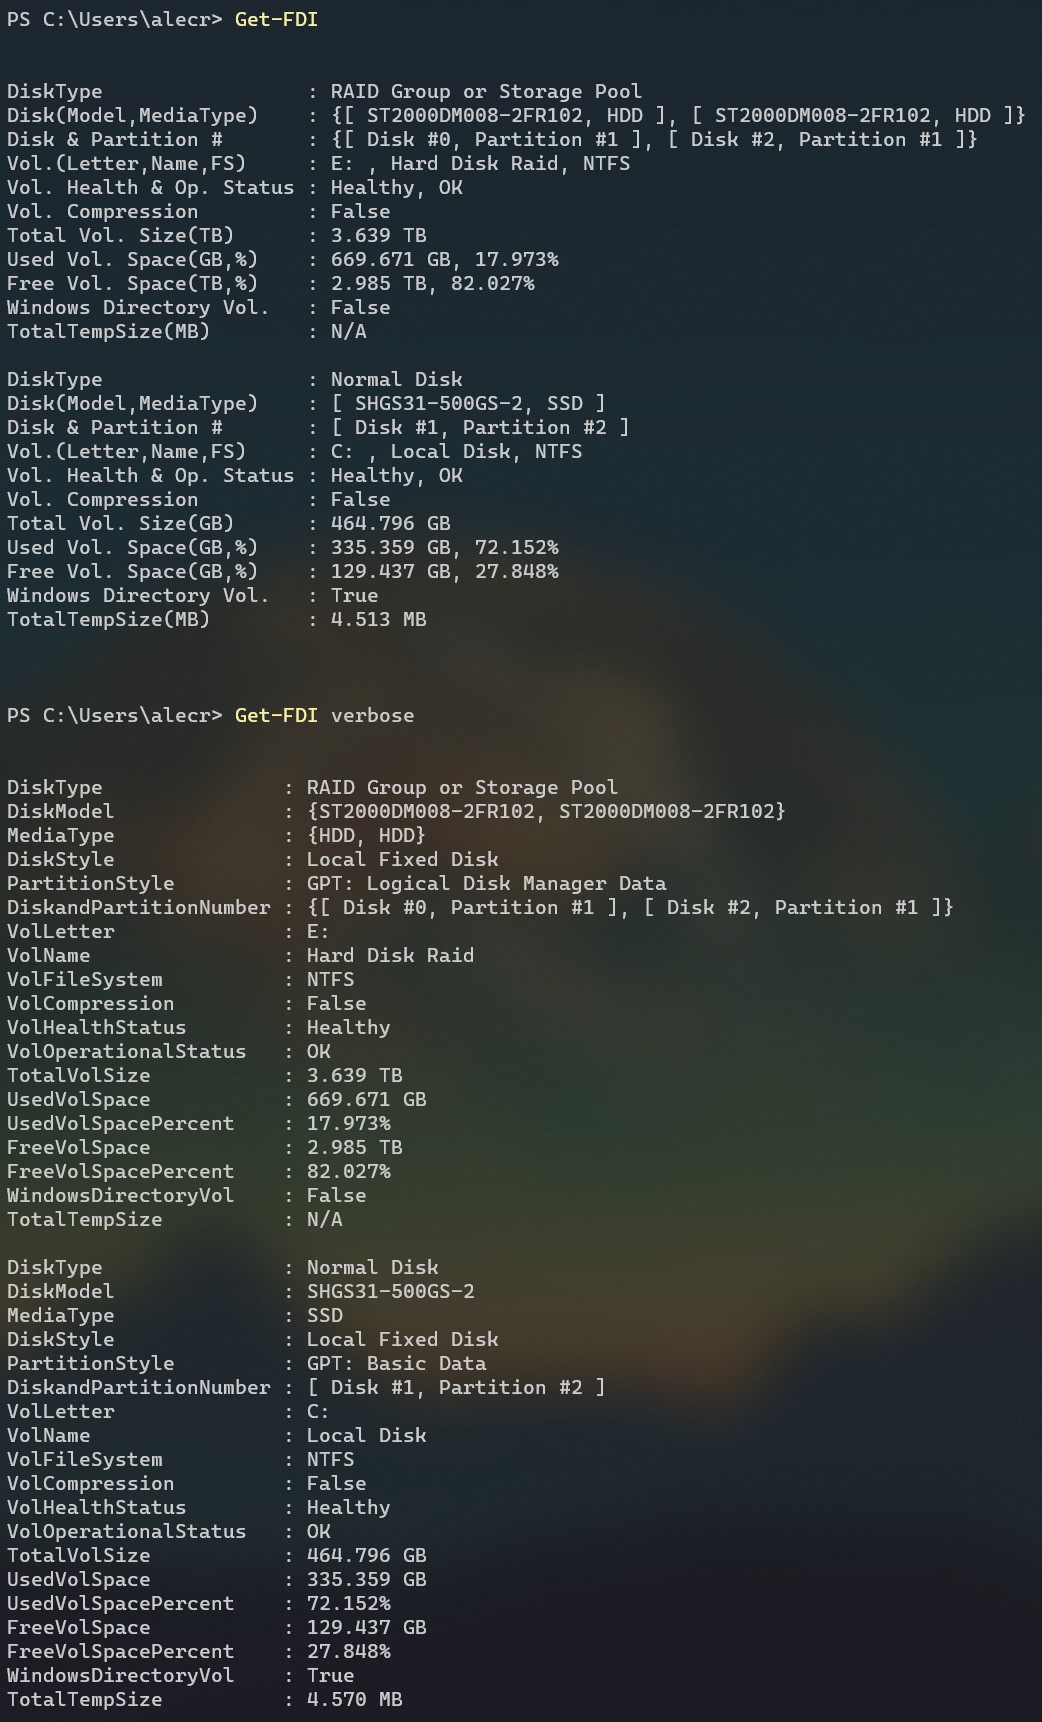 PS C:\Users\alecr> Get-FDI
DiskType                 : RAID Group or Storage Pool
Disk(Model,MediaType)    : {[ ST2000DM008-2FR102, HDD ], [ ST2000DM008-2FR102, HDD ]}
Disk & Partition #       : {[ Disk #0, Partition #1 ], [ Disk #2, Partition #1 ]}
Vol.(Letter,Name,FS)     : E: , Hard Disk Raid, NTFS
Vol. Health & Op. Status : Healthy, OK
Vol. Compression         : False
Total Vol. Size(TB)      : 3.639 TB
Used Vol. Space(GB,%)    : 669.671 GB, 17.973%
Free Vol. Space(TB,%)    : 2.985 TB, 82.027%
Windows Directory Vol.   : False
TotalTempSize(MB)        : N/A
DiskType                 : Normal Disk
Disk(Model,MediaType)    : [ SHGS31-500GS-2, SSD ]
Disk & Partition #       : [ Disk #1, Partition #2 ]
Vol.(Letter,Name,FS)     : C: , Local Disk, NTFS
Vol. Health & Op. Status : Healthy, OK
Vol. Compression         : False
Total Vol. Size(GB)      : 464.796 GB
Used Vol. Space(GB,%)    : 335.359 GB, 72.152%
Free Vol. Space(GB,%)    : 129.437 GB, 27.848%
Windows Directory Vol.   : True
TotalTempSize(MB)        : 4.513 MB
PS C:\Users\alecr> Get-FDI verbose
DiskType               : RAID Group or Storage Pool
DiskModel              : {ST2000DM008-2FR102, ST2000DM008-2FR102}
MediaType              : {HDD, HDD}
DiskStyle              : Local Fixed Disk
PartitionStyle         : GPT: Logical Disk Manager Data
DiskandPartitionNumber : {[ Disk #0, Partition #1 ], [ Disk #2, Partition #1 ]}
VolLetter              : E:
VolName                : Hard Disk Raid
VolFileSystem          : NTFS
VolCompression         : False
VolHealthStatus        : Healthy
VolOperationalStatus   : OK
TotalVolSize           : 3.639 TB
UsedVolSpace           : 669.671 GB
UsedVolSpacePercent    : 17.973%
FreeVolSpace           : 2.985 TB
FreeVolSpacePercent    : 82.027%
WindowsDirectoryVol    : False
TotalTempSize          : N/A
DiskType               : Normal Disk
DiskModel              : SHGS31-500GS-2
MediaType              : SSD
DiskStyle              : Local Fixed Disk
PartitionStyle         : GPT: Basic Data
DiskandPartitionNumber : [ Disk #1, Partition #2 ]
VolLetter              : C:
VolName                : Local Disk
VolFileSystem          : NTFS
VolCompression         : False
VolHealthStatus        : Healthy
VolOperationalStatus   : OK
TotalVolSize           : 464.796 GB
UsedVolSpace           : 335.359 GB
UsedVolSpacePercent    : 72.152%
FreeVolSpace           : 129.437 GB
FreeVolSpacePercent    : 27.848%
WindowsDirectoryVol    : True
TotalTempSize          : 4.570 MB